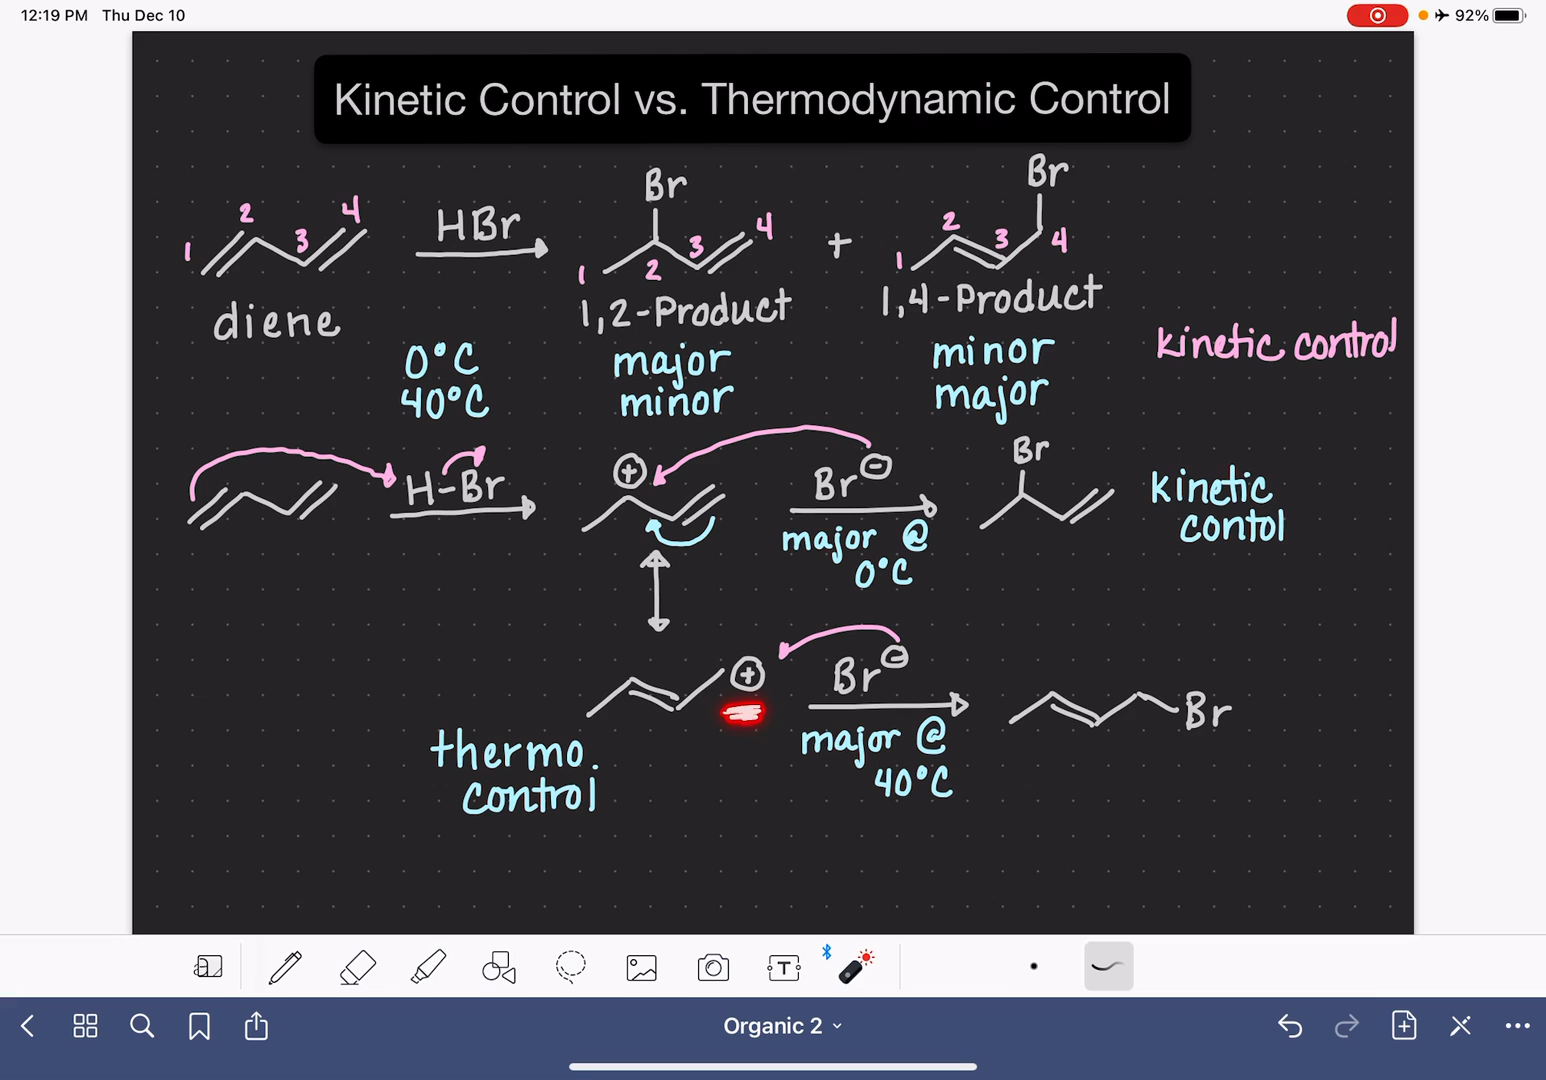 12:19 PM Thu Dec 10
92%
Kinetic Control vs. Thermodynamic Control
Br
Br
1 2 3 4
HBr
1 2 3 4
+
1 2 3 4
diene
1,2-Product
1,4-Product
kinetic control
0°C
major
minor
40°C
minor
major
H-Br
+
Br -
Br
kinetic
contol
major @
0°C
+
Br -
Br
thermo.
control
major @
40°C
T
Organic 2